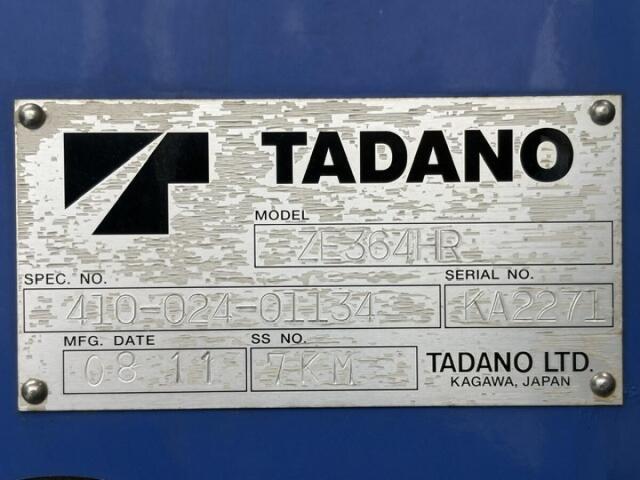 TADANO
MODEL
ZE364HR
SPEC. NO.
SERIAL NO.
410-024-01134
KA2271
MFG. DATE
SS NO.
08 11
7KM
TADANO LTD.
KAGAWA, JAPAN